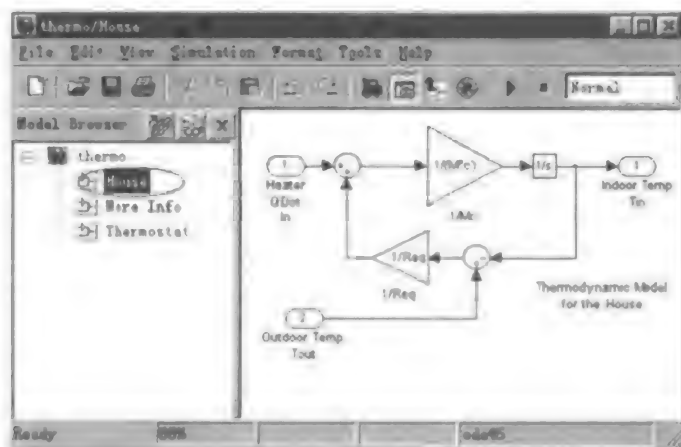 thermo/House
File Edit View Simulation Format Tools Help
Normal
Model Browser
thermo
House
More Info
Thermostat
1
Heater
QDot
In
1/s
1
Indoor Temp
Tin
1/Mc
1/Req
1/Req
2
Outdoor Temp
Tout
Thermodynamic Model
for the House
Ready
ode45